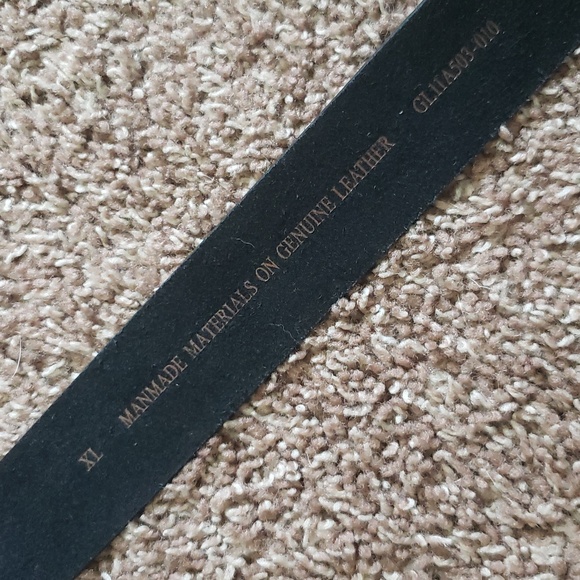 XL MANMADE MATERIALS ON GENUINE LEATHER GL11A503-010